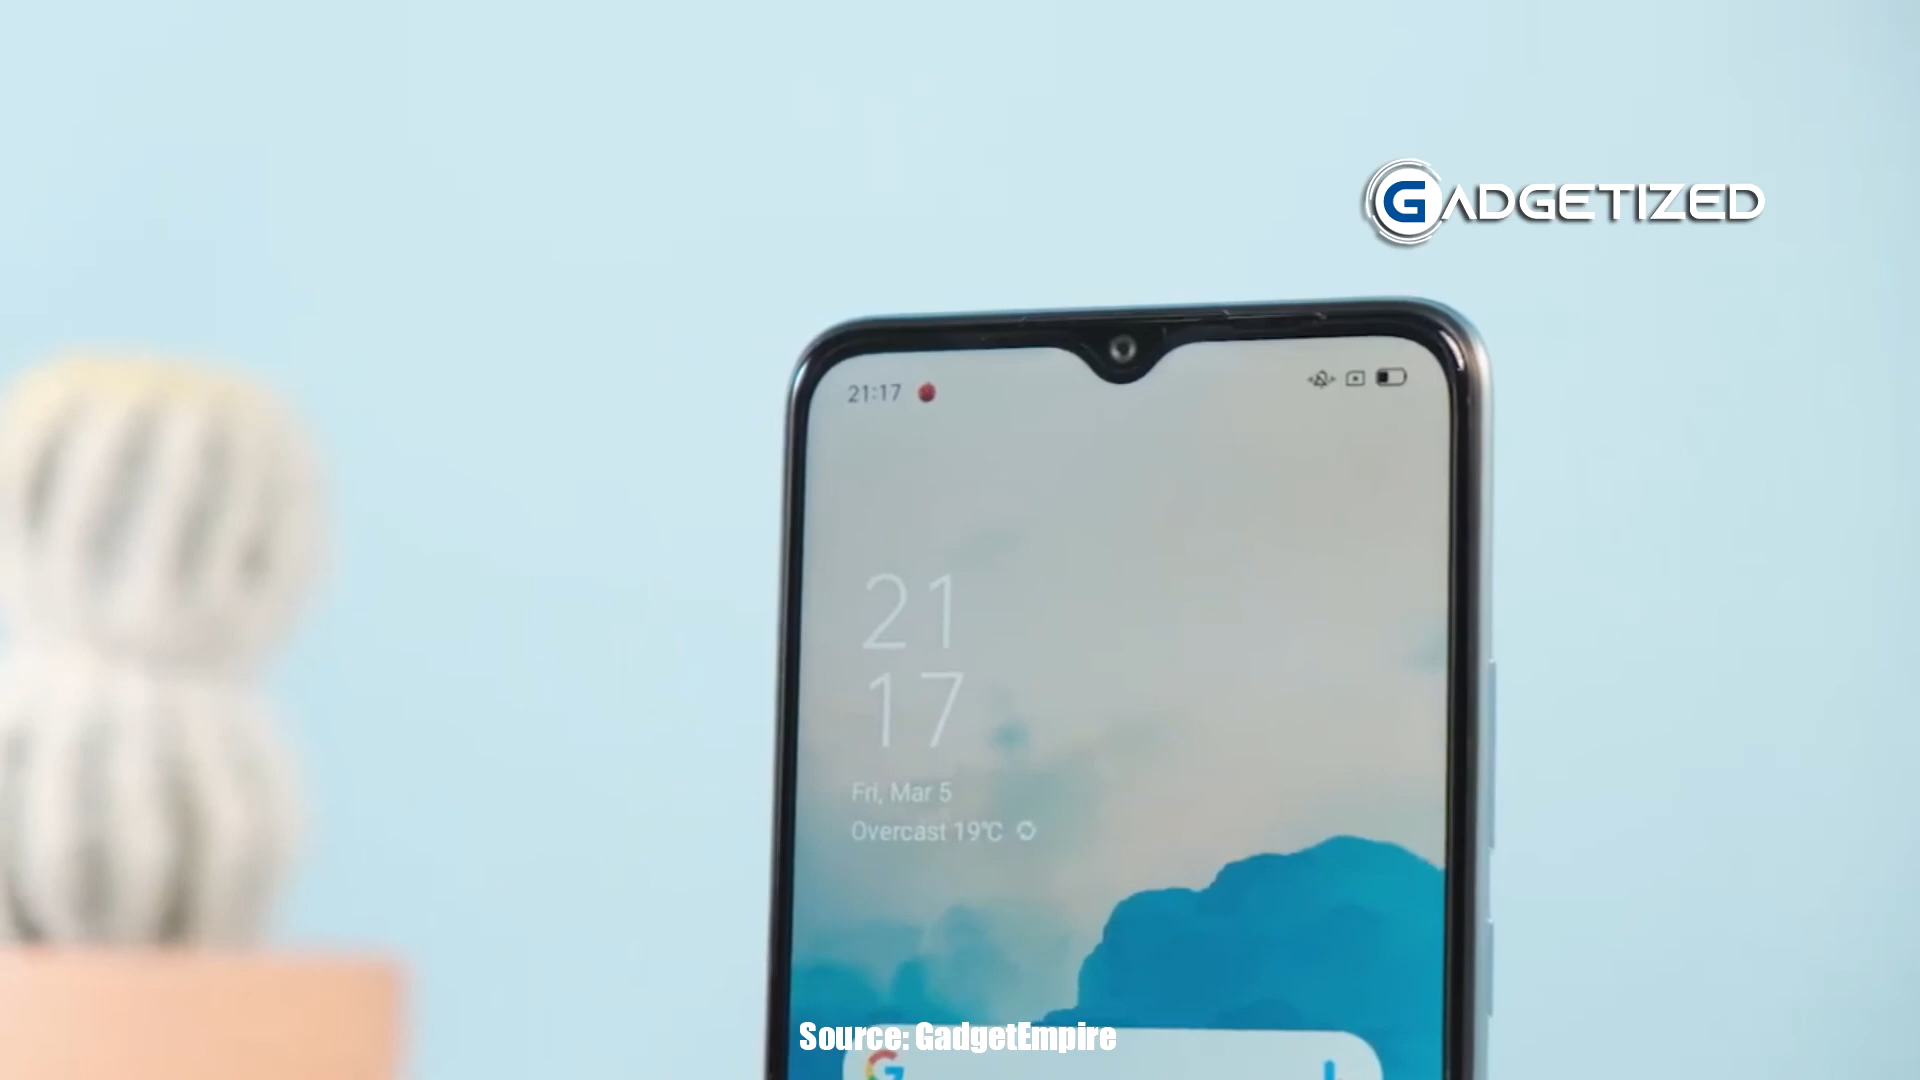 GADGETIZED
21:17
21
17
Fri, Mar 5
Overcast 19℃
Source: GadgetEmpire
G